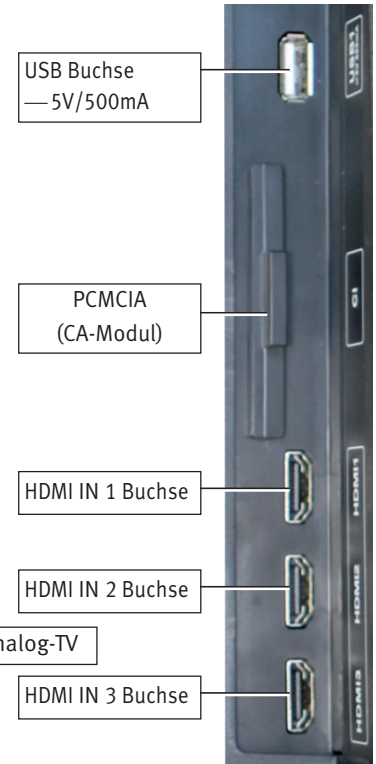 USB Buchse
— 5V/500mA
USB1
PCMCIA
(CA-Modul)
CI
HDMI IN 1 Buchse
HDMI1
HDMI IN 2 Buchse
HDMI2
nalog-TV
HDMI IN 3 Buchse
HDMI3